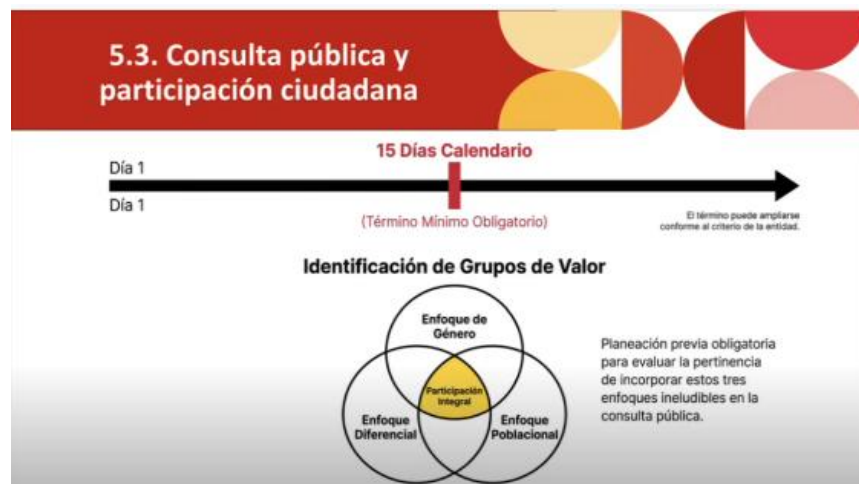 5.3. Consulta pública y
participación ciudadana
15 Días Calendario
Día 1
Día 1
(Término Mínimo Obligatorio)
El término puede ampliarse
conforme al criterio de la entidad.
Identificación de Grupos de Valor
Enfoque de
Género
Participación
Integral
Enfoque
Diferencial
Enfoque
Poblacional
Planeación previa obligatoria
para evaluar la pertinencia
de incorporar estos tres
enfoques ineludibles en la
consulta pública.